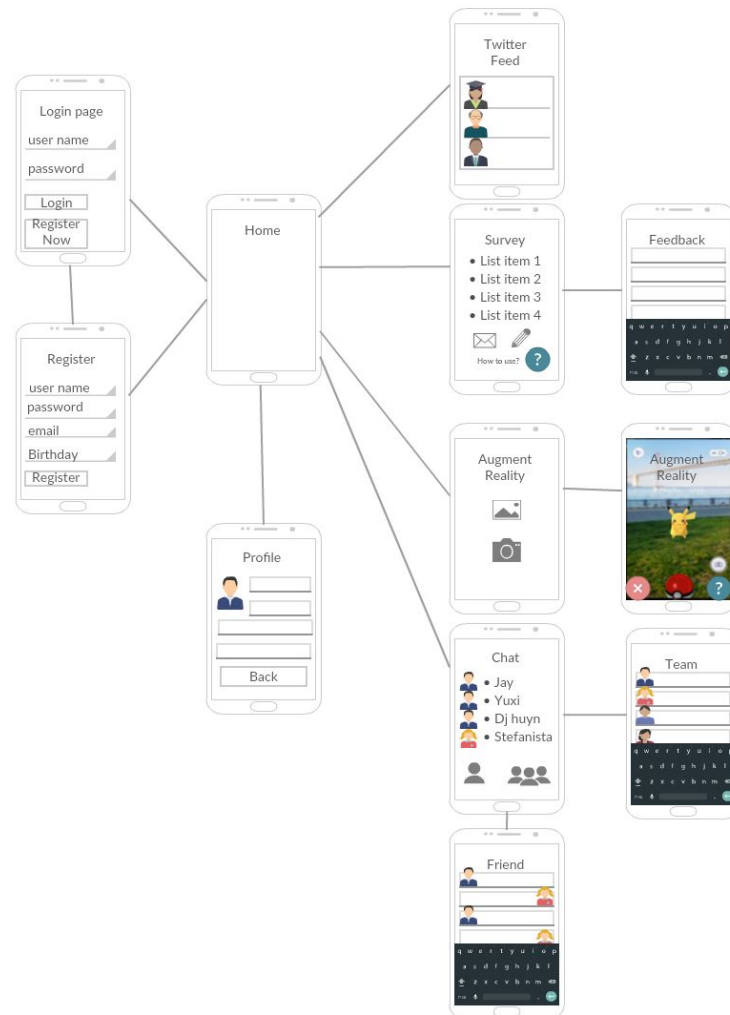 Login page
user name
password
Login
Register
Now
Register
user name
password
email
Birthday
Register
Home
Profile
Back
Twitter
Feed
Survey
• List item 1
• List item 2
• List item 3
• List item 4
How to use?
?
Feedback
q w e r t y u i o p
a s d f g h j k l
z x c v b n m
Augment
Reality
Augment
Reality
×
?
Chat
• Jay
• Yuxi
• Dj huyn
• Stefanista
Team
q w e r t y u i o p
a s d f g h j k l
z x c v b n m
Friend
q w e r t y u i o p
a s d f g h j k l
z x c v b n m